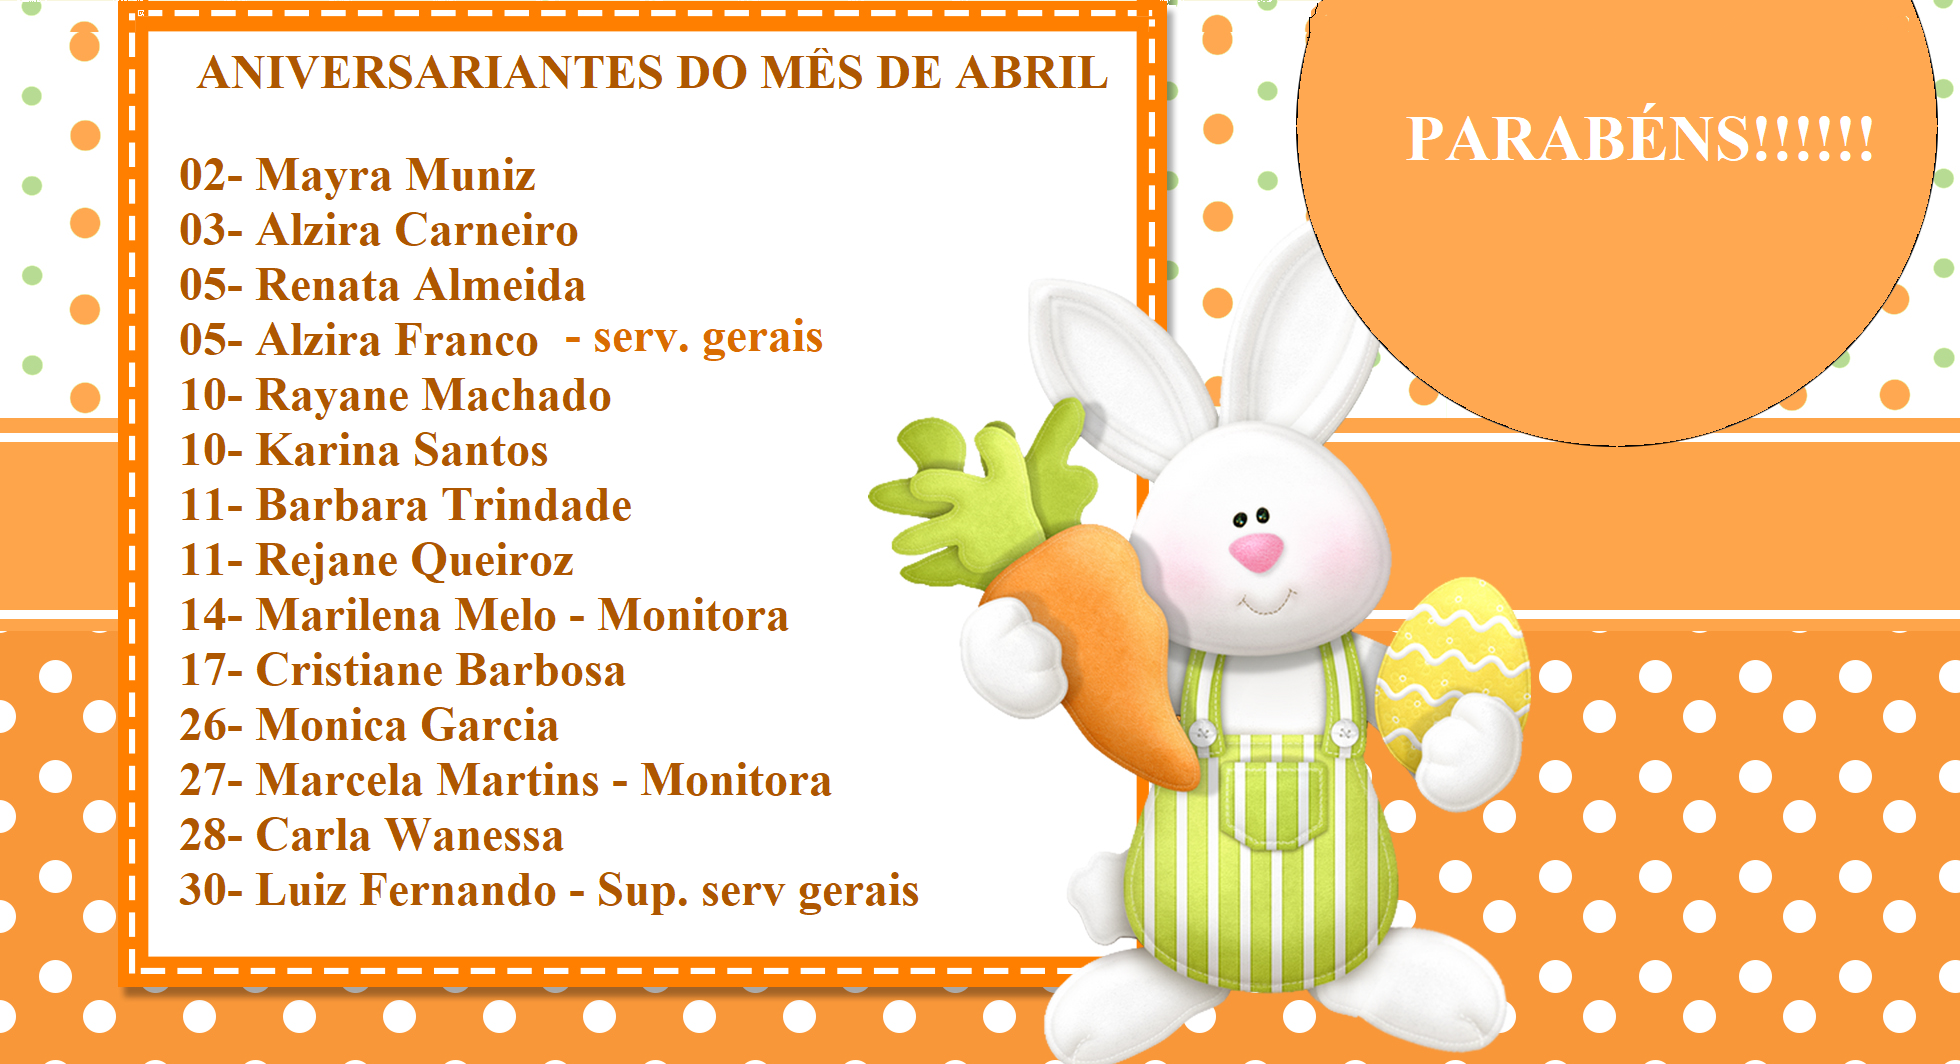 ANIVERSARIANTES DO MÊS DE ABRIL
PARABÉNS!!!!!!
02- Mayra Muniz
03- Alzira Carneiro
05- Renata Almeida
05- Alzira Franco - serv. gerais
10- Rayane Machado
10- Karina Santos
11- Barbara Trindade
11- Rejane Queiroz
14- Marilena Melo - Monitora
17- Cristiane Barbosa
26- Monica Garcia
27- Marcela Martins - Monitora
28- Carla Wanessa
30- Luiz Fernando - Sup. serv gerais